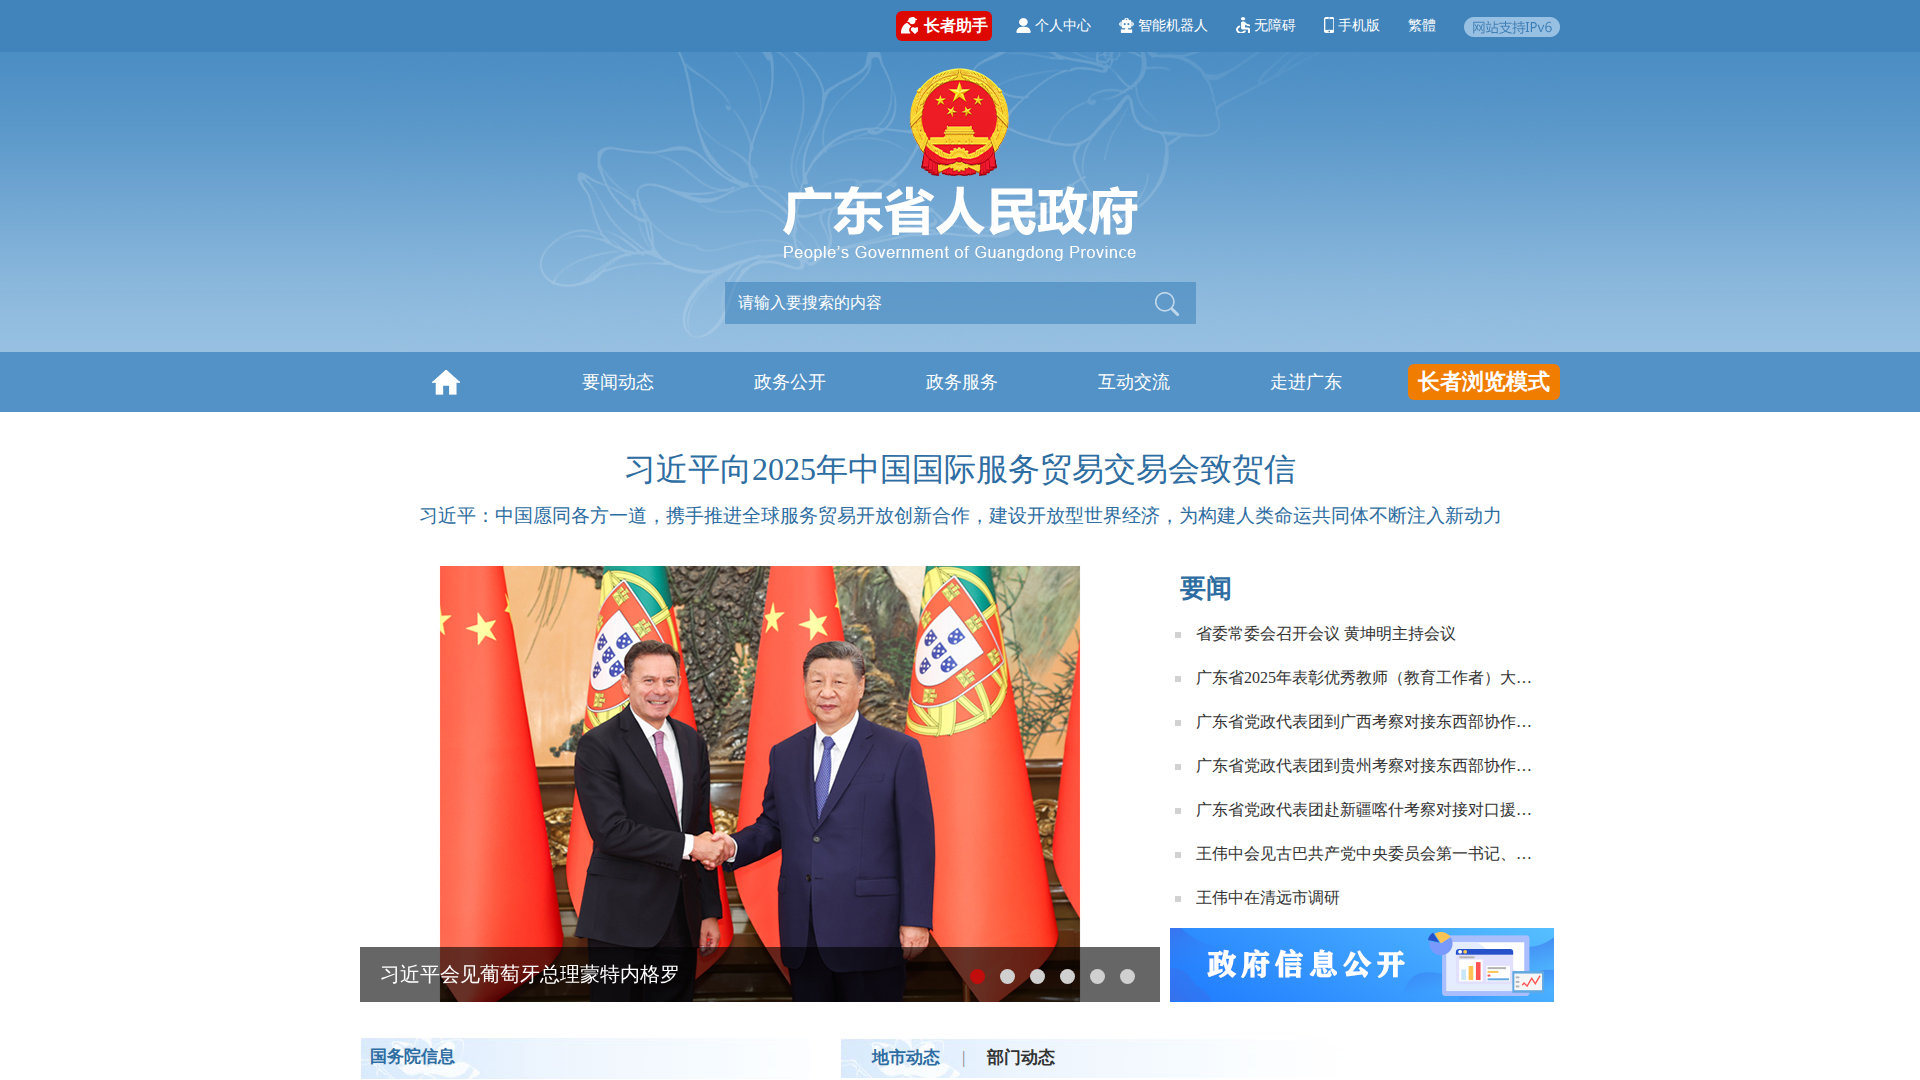 长者助手
个人中心
智能机器人
无障碍
手机版
繁體
网站支持IPv6
广东省人民政府
People's Government of Guangdong Province
请输入要搜索的内容
要闻动态
政务公开
政务服务
互动交流
走进广东
长者浏览模式
习近平向2025年中国国际服务贸易交易会致贺信
习近平：中国愿同各方一道，携手推进全球服务贸易开放创新合作，建设开放型世界经济，为构建人类命运共同体不断注入新动力
习近平会见葡萄牙总理蒙特内格罗
要闻
省委常委会召开会议 黄坤明主持会议
广东省2025年表彰优秀教师（教育工作者）大…
广东省党政代表团到广西考察对接东西部协作…
广东省党政代表团到贵州考察对接东西部协作…
广东省党政代表团赴新疆喀什考察对接对口援…
王伟中会见古巴共产党中央委员会第一书记、…
王伟中在清远市调研
政府信息公开
国务院信息
地市动态 | 部门动态